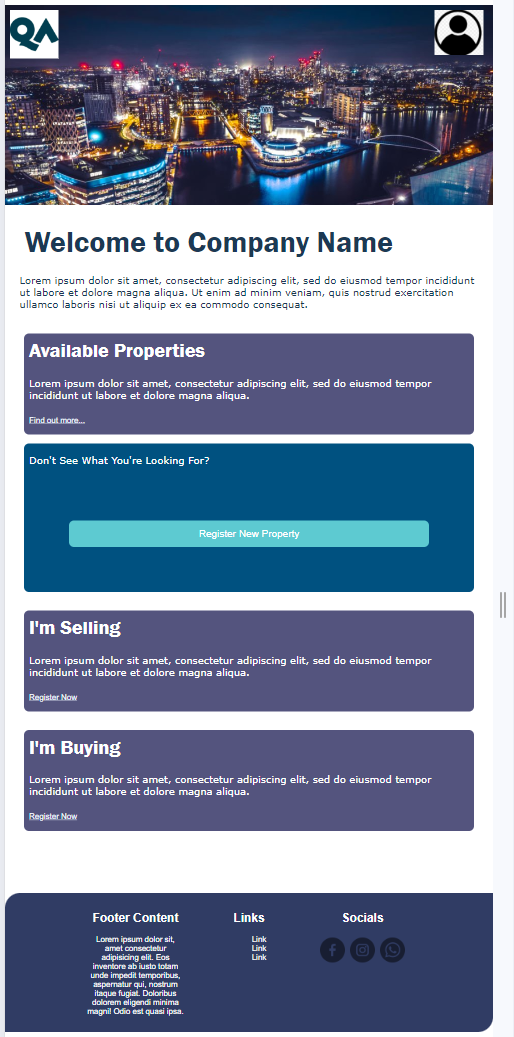 QA
Welcome to Company Name
Lorem ipsum dolor sit amet, consectetur adipiscing elit, sed do eiusmod tempor incididunt
ut labore et dolore magna aliqua. Ut enim ad minim veniam, quis nostrud exercitation
ullamco laboris nisi ut aliquip ex ea commodo consequat.
Available Properties
Lorem ipsum dolor sit amet, consectetur adipiscing elit, sed do eiusmod tempor
incididunt ut labore et dolore magna aliqua.
Find out more...
Don't See What You're Looking For?
Register New Property
I'm Selling
Lorem ipsum dolor sit amet, consectetur adipiscing elit, sed do eiusmod tempor
incididunt ut labore et dolore magna aliqua.
Register Now
I'm Buying
Lorem ipsum dolor sit amet, consectetur adipiscing elit, sed do eiusmod tempor
incididunt ut labore et dolore magna aliqua.
Register Now
Footer Content
Lorem ipsum dolor sit,
amet consectetur
adipisicing elit. Eos
inventore ab iusto totam
unde impedit temporibus,
aspernatur qui, nostrum
itaque fugiat. Doloribus
dolorem eligendi minima
magni! Odio est quasi ipsa.
Links
Link
Link
Link
Socials